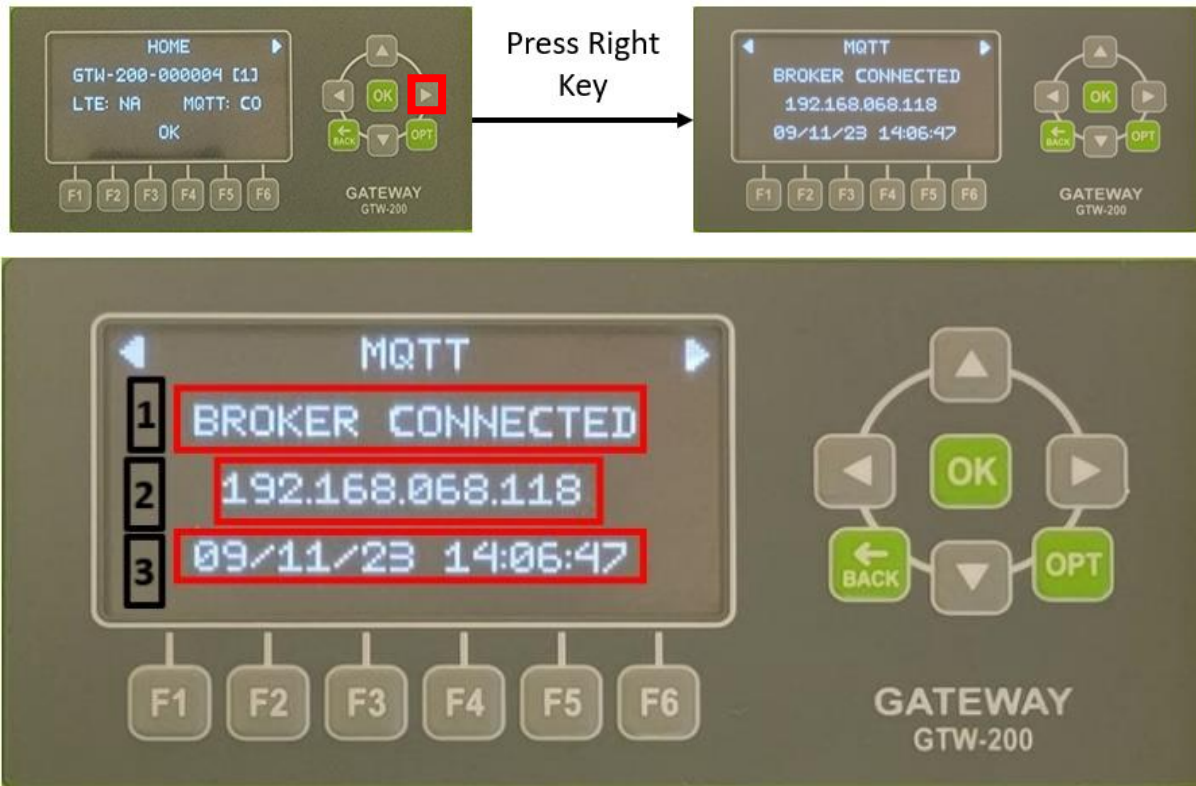 HOME
GTW-200-000004 [1]
LTE: NA MQTT: CO
OK
OK
BACK
OPT
F1 F2 F3 F4 F5 F6
GATEWAY
GTW-200
Press Right
Key
MQTT
BROKER CONNECTED
192.168.068.118
09/11/23 14:06:47
OK
BACK
OPT
F1 F2 F3 F4 F5 F6
GATEWAY
GTW-200
MQTT
1 BROKER CONNECTED
2 192.168.068.118
3 09/11/23 14:06:47
OK
BACK
OPT
F1 F2 F3 F4 F5 F6
GATEWAY
GTW-200